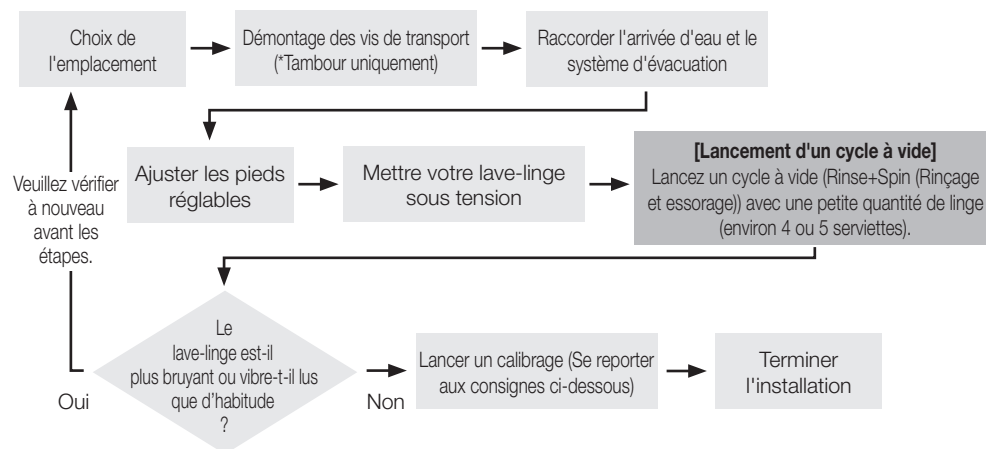 Choix de
l'emplacement
Démontage des vis de transport
(*Tambour uniquement)
Raccorder l'arrivée d'eau et le
système d'évacuation
Ajuster les pieds
réglables
Mettre votre lave-linge
sous tension
[Lancement d'un cycle à vide]
Lancez un cycle à vide (Rinse+Spin (Rinçage
et essorage)) avec une petite quantité de linge
(environ 4 ou 5 serviettes).
Veuillez vérifier
à nouveau
avant les
étapes.
Le
lave-linge est-il
plus bruyant ou vibre-t-il lus
que d'habitude
?
Oui
Non
Lancer un calibrage (Se reporter
aux consignes ci-dessous)
Terminer
l'installation